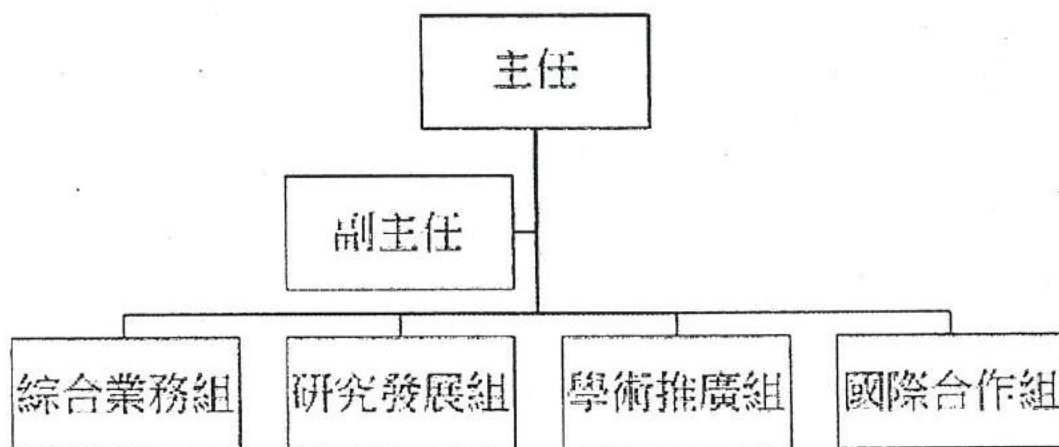 主任
副主任
綜合業務組
研究發展組
學術推廣組
國際合作組